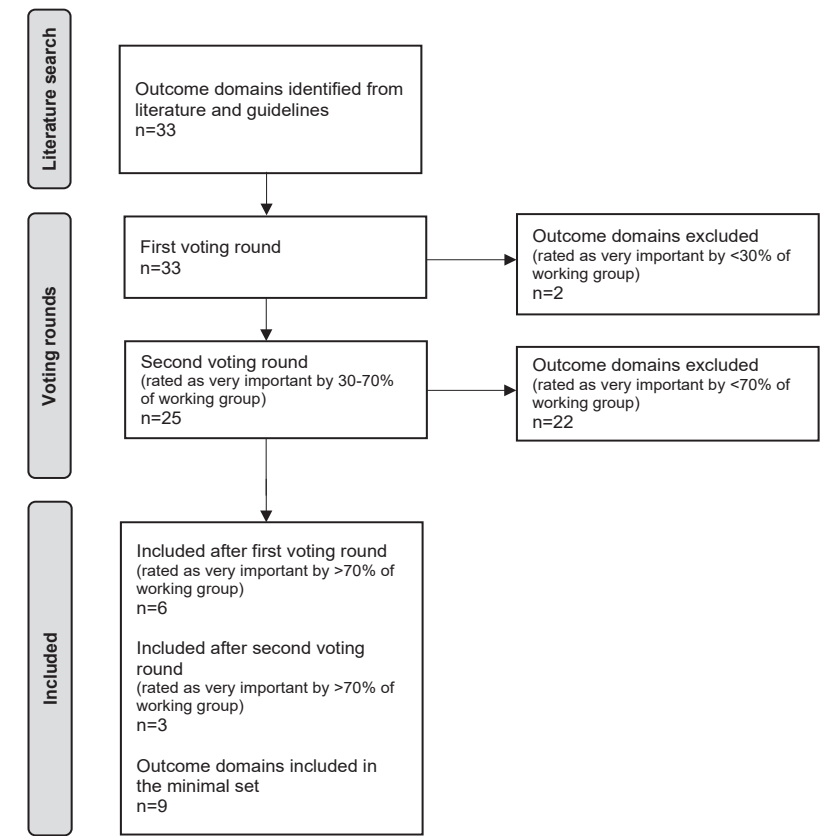 Literature search
Outcome domains identified from
literature and guidelines
n=33
Voting rounds
First voting round
n=33
Outcome domains excluded
(rated as very important by <30% of
working group)
n=2
Second voting round
(rated as very important by 30-70%
of working group)
n=25
Outcome domains excluded
(rated as very important by <70% of
working group)
n=22
Included
Included after first voting round
(rated as very important by >70% of
working group)
n=6
Included after second voting
round
(rated as very important by >70% of
working group)
n=3
Outcome domains included in
the minimal set
n=9